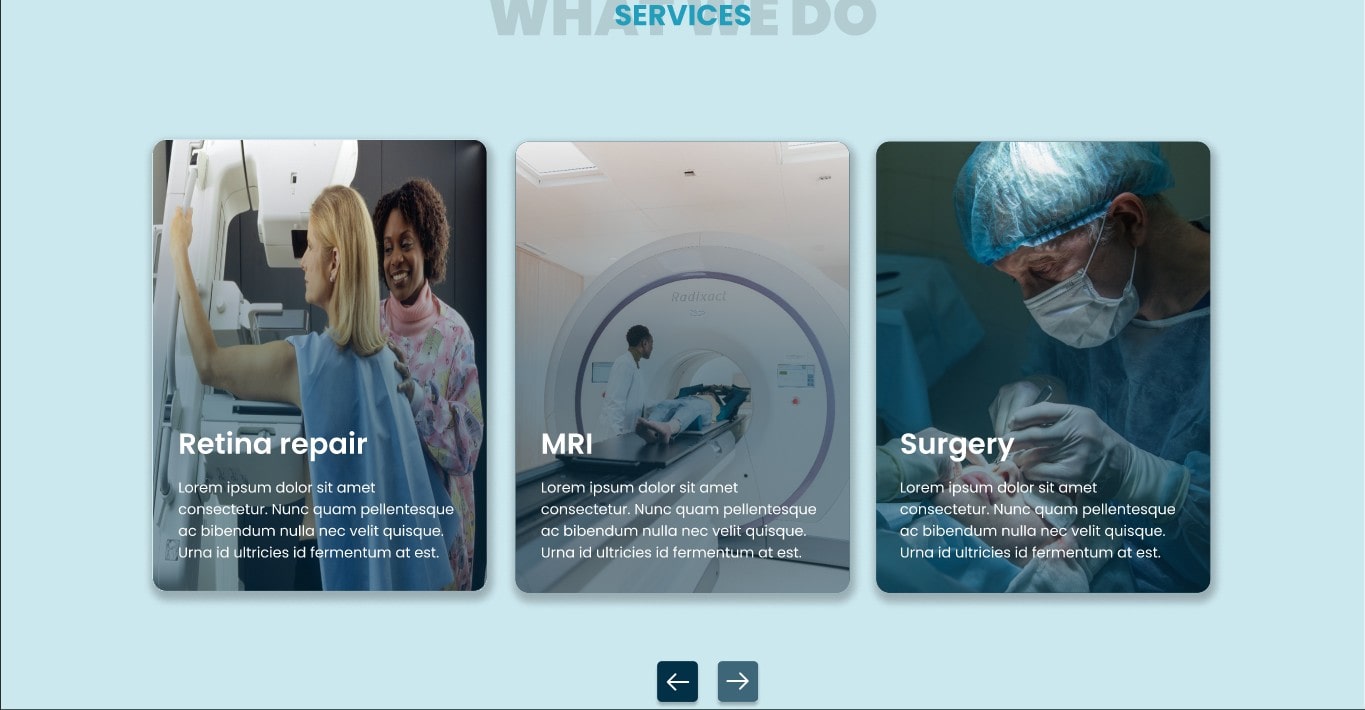 WHAT WE DO
SERVICES
Radixact
Retina repair
Lorem ipsum dolor sit amet
consectetur. Nunc quam pellentesque
ac bibendum nulla nec velit quisque.
Urna id ultricies id fermentum at est.
MRI
Lorem ipsum dolor sit amet
consectetur. Nunc quam pellentesque
ac bibendum nulla nec velit quisque.
Urna id ultricies id fermentum at est.
Surgery
Lorem ipsum dolor sit amet
consectetur. Nunc quam pellentesque
ac bibendum nulla nec velit quisque.
Urna id ultricies id fermentum at est.